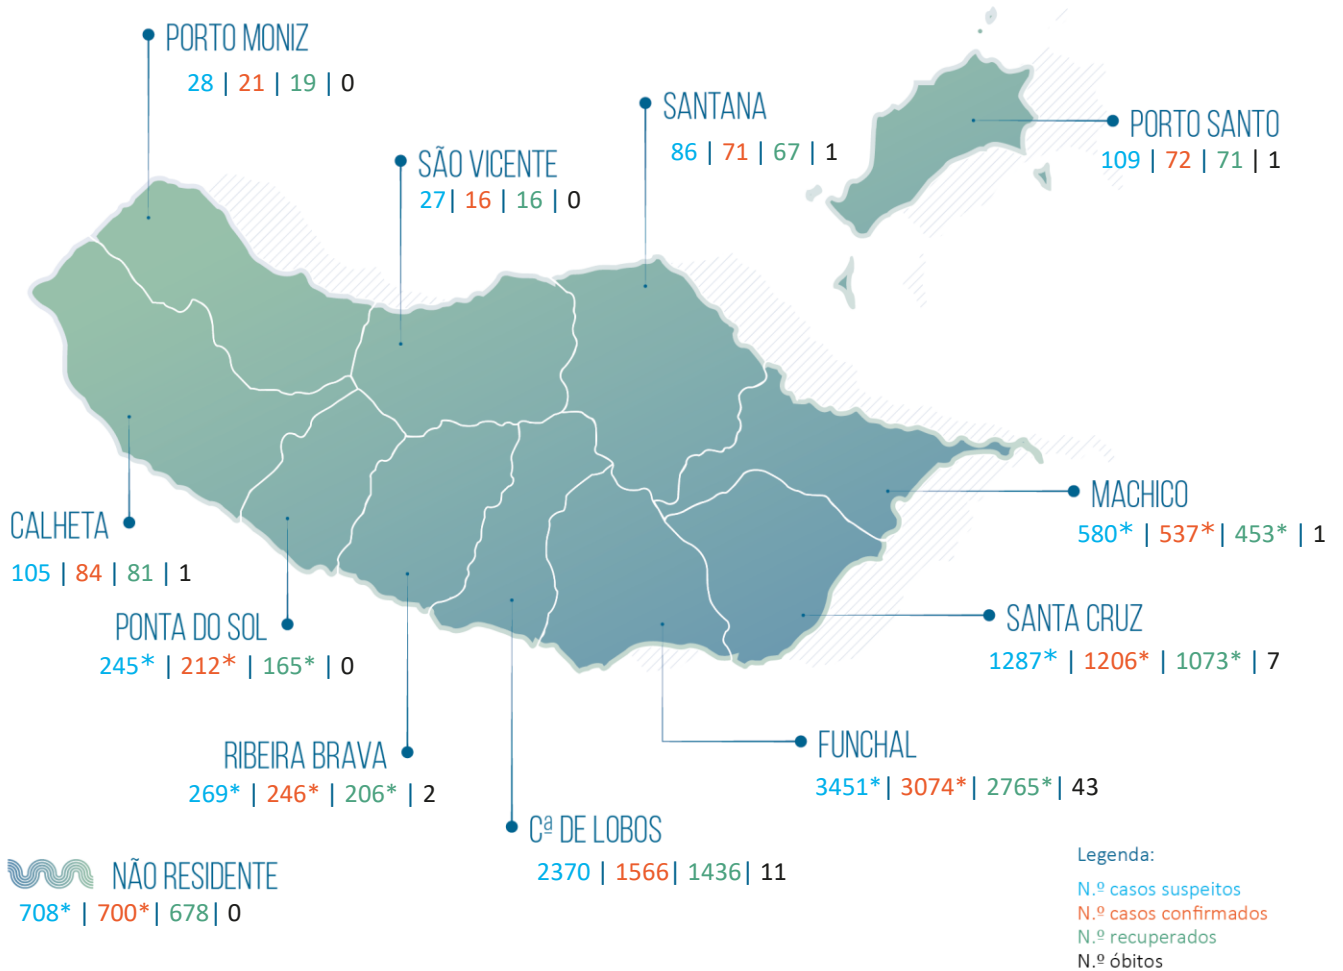 PORTO MONIZ
28 | 21 | 19 | 0
SANTANA
86 | 71 | 67 | 1
PORTO SANTO
109 | 72 | 71 | 1
SÃO VICENTE
27| 16 | 16 | 0
MACHICO
580* | 537*| 453* | 1
CALHETA
105 | 84 | 81 | 1
PONTA DO SOL
245* | 212* | 165* | 0
SANTA CRUZ
1287* | 1206* | 1073* | 7
RIBEIRA BRAVA
269* | 246* | 206* | 2
FUNCHAL
3451*| 3074*| 2765*| 43
Cª DE LOBOS
2370 | 1566| 1436| 11
NÃO RESIDENTE
708* | 700*| 678| 0
Legenda:
N.º casos suspeitos
N.º casos confirmados
N.º recuperados
N.º óbitos